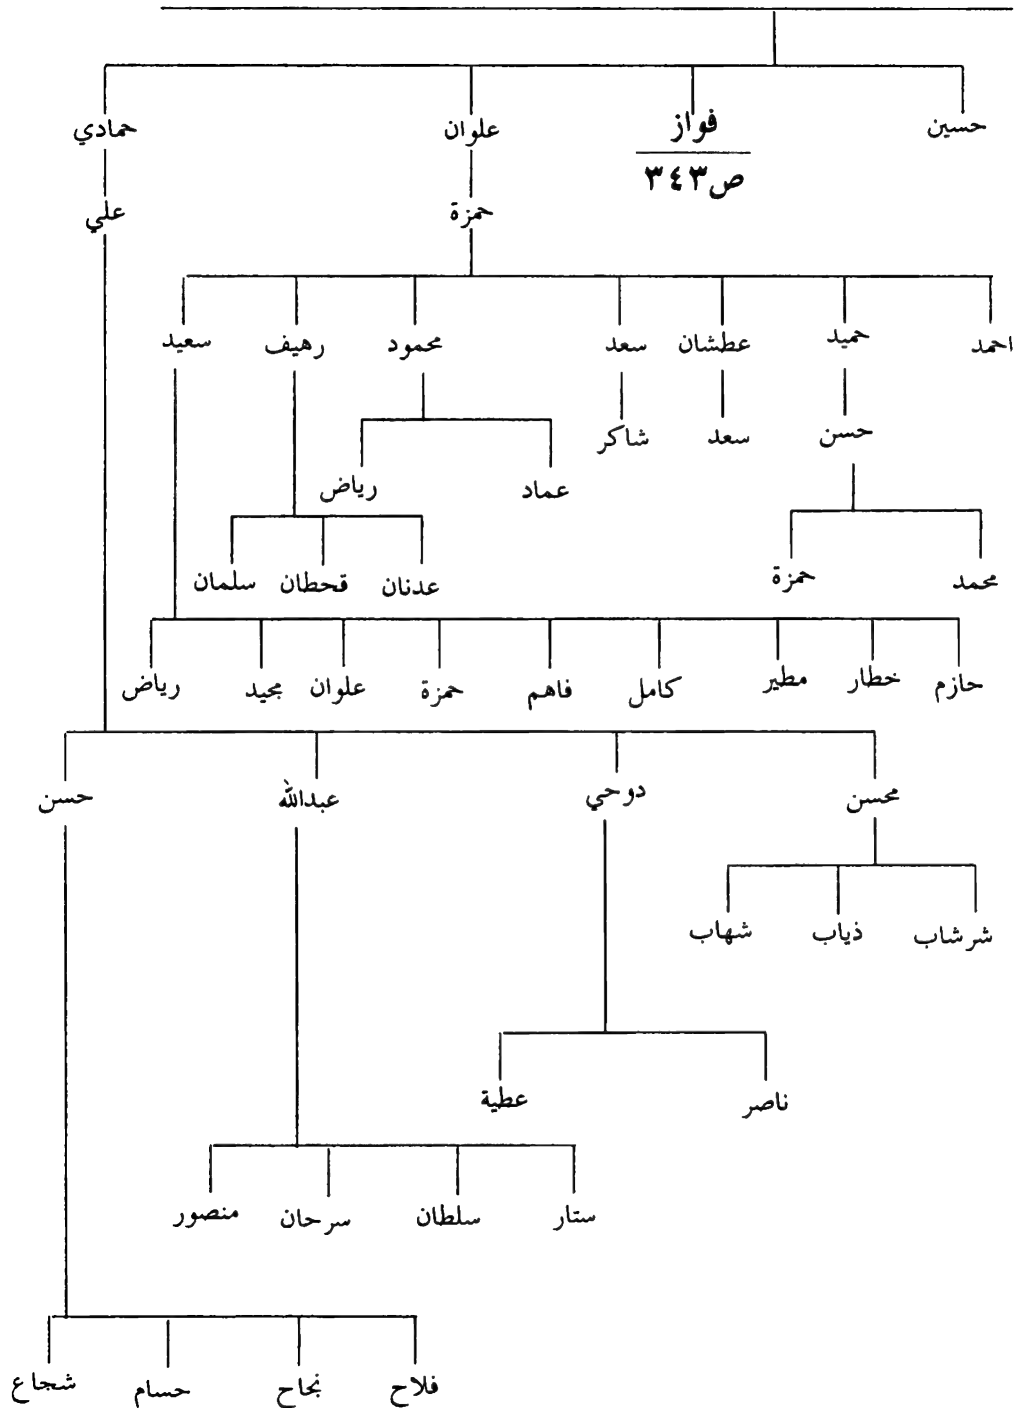 حسين فواز علوان حمادي
ص٣٤٣
حمزة علي
احمد حميد عطشان سعد محمود رهيف سعيد
حسن سعد شاكر
عماد رياض
محمد حمزة عدنان قحطان سلمان
حازم خطار مطير كامل فاهم حمزة علوان مجيد رياض
محسن دوحي عبدالله حسن
شرشاب ذياب شهاب
ناصر عطية
ستار سلطان سرحان منصور
فلاح نجاح حسام شجاع